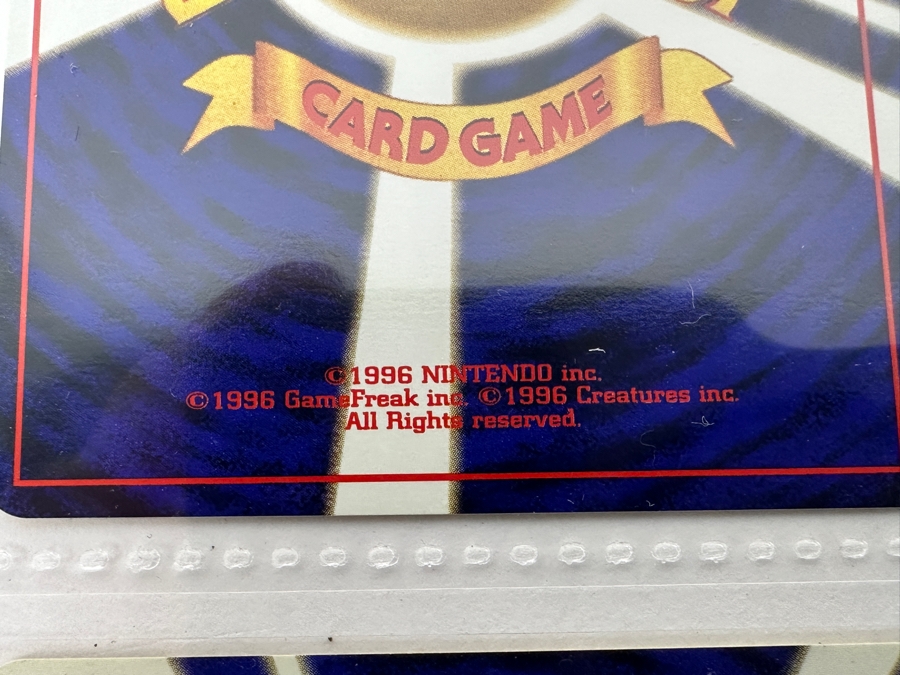 CARD GAME
©1996 NINTENDO inc.
©1996 GameFreak inc. ©1996 Creatures inc.
All Rights reserved.